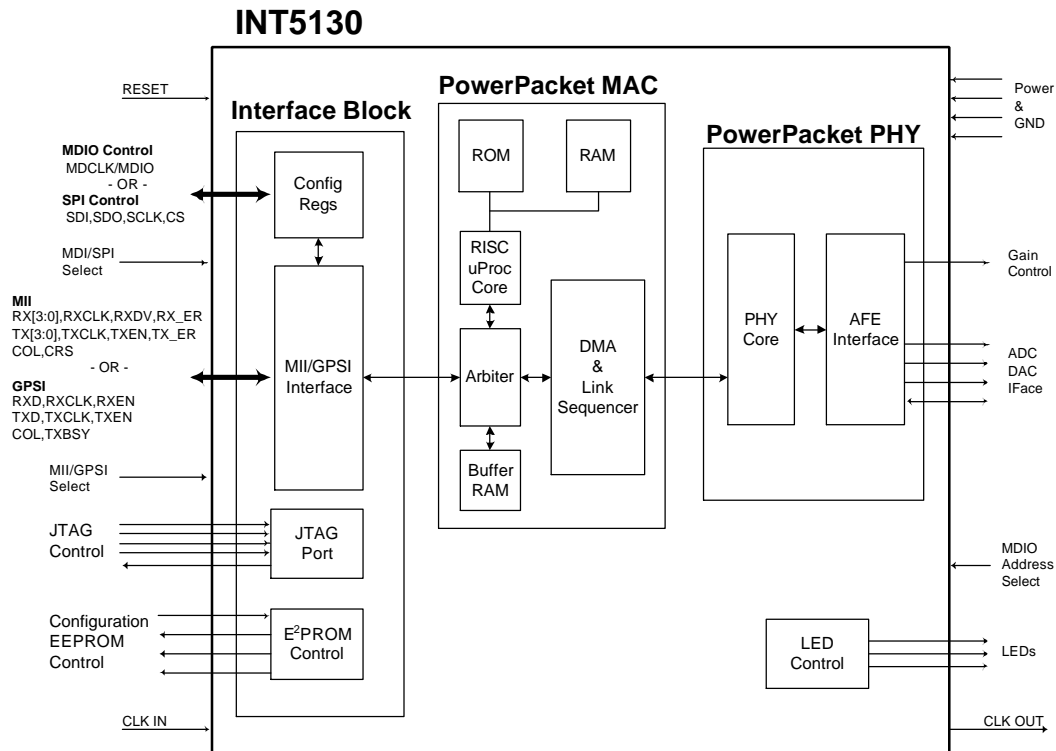 INT5130
RESET
MDIO Control
MDCLK/MDIO
- OR -
SPI Control
SDI,SDO,SCLK,CS
MDI/SPI
Select
MII
RX[3:0],RXCLK,RXDV,RX_ER
TX[3:0],TXCLK,TXEN,TX_ER
COL,CRS
- OR -
GPSI
RXD,RXCLK,RXEN
TXD,TXCLK,TXEN
COL,TXBSY
MII/GPSI
Select
JTAG
Control
Configuration
EEPROM
Control
CLK IN
Interface Block
Config
Regs
MII/GPSI
Interface
JTAG
Port
E²PROM
Control
PowerPacket MAC
ROM
RAM
RISC
uProc
Core
Arbiter
Buffer
RAM
DMA
&
Link
Sequencer
PowerPacket PHY
PHY
Core
AFE
Interface
LED
Control
Power
&
GND
Gain
Control
ADC
DAC
IFace
MDIO
Address
Select
LEDs
CLK OUT